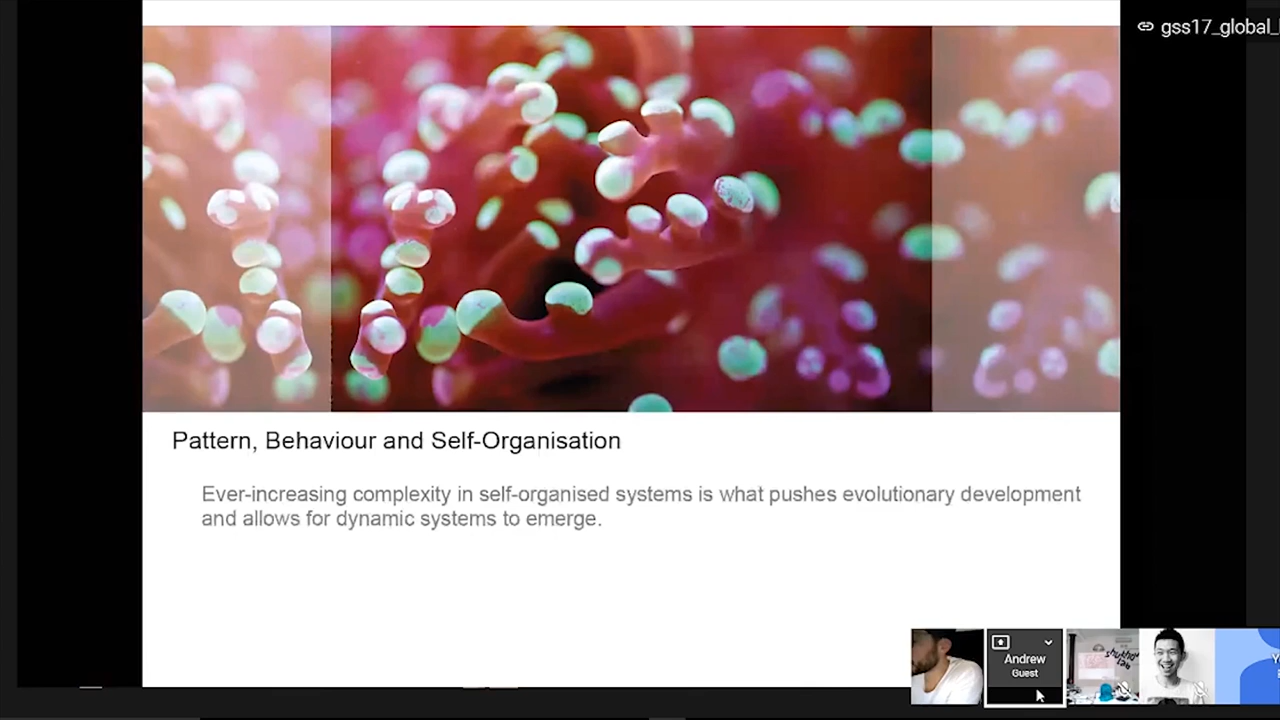 gss17_global_
Pattern, Behaviour and Self-Organisation
Ever-increasing complexity in self-organised systems is what pushes evolutionary development
and allows for dynamic systems to emerge.
Andrew
Guest